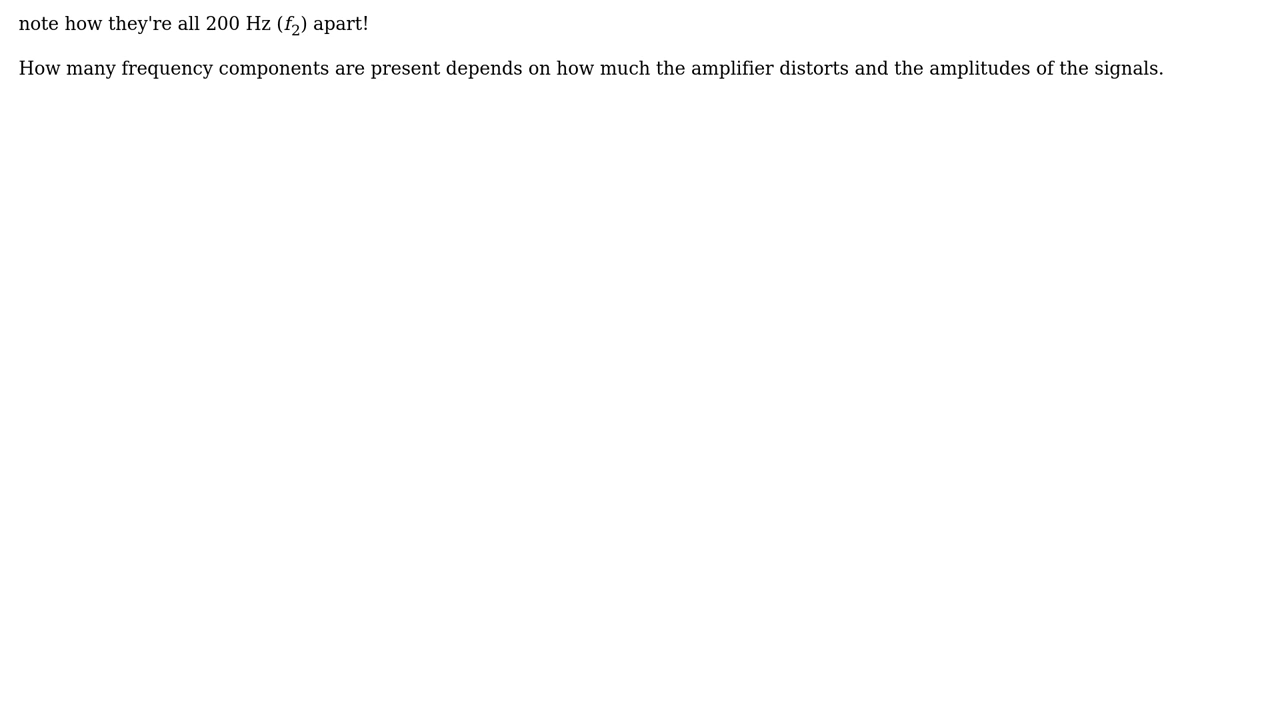 note how they're all 200 Hz (f₂) apart!
How many frequency components are present depends on how much the amplifier distorts and the amplitudes of the signals.